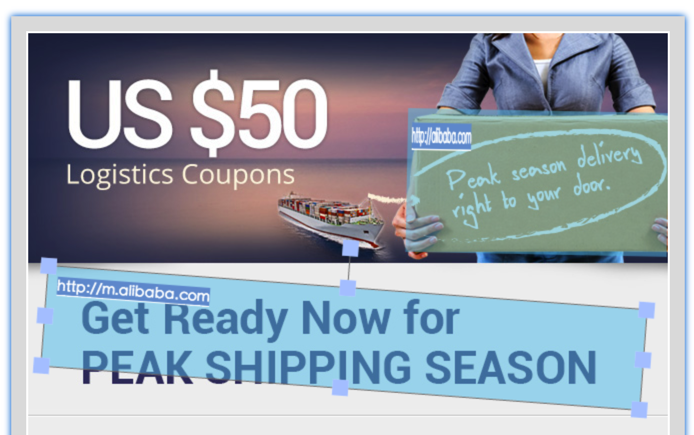 US $50
Logistics Coupons
http://alibaba.com
Peak season delivery
right to your door.
http://m.alibaba.com
Get Ready Now for
PEAK SHIPPING SEASON